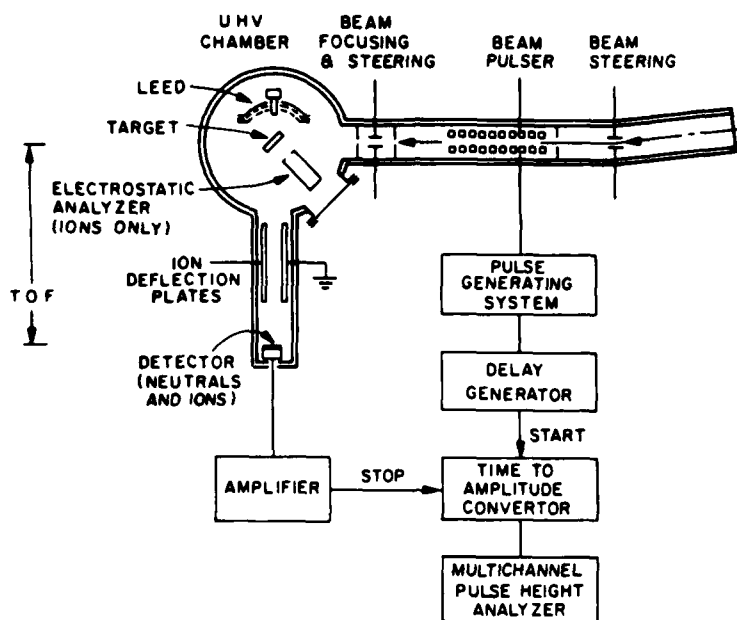 UHV
CHAMBER
BEAM
FOCUSING
& STEERING
BEAM
PULSER
BEAM
STEERING
LEED
TARGET
ELECTROSTATIC
ANALYZER
(IONS ONLY)
TOF
ION
DEFLECTION
PLATES
DETECTOR
(NEUTRALS
AND IONS)
PULSE
GENERATING
SYSTEM
DELAY
GENERATOR
START
AMPLIFIER
STOP
TIME TO
AMPLITUDE
CONVERTOR
MULTICHANNEL
PULSE HEIGHT
ANALYZER